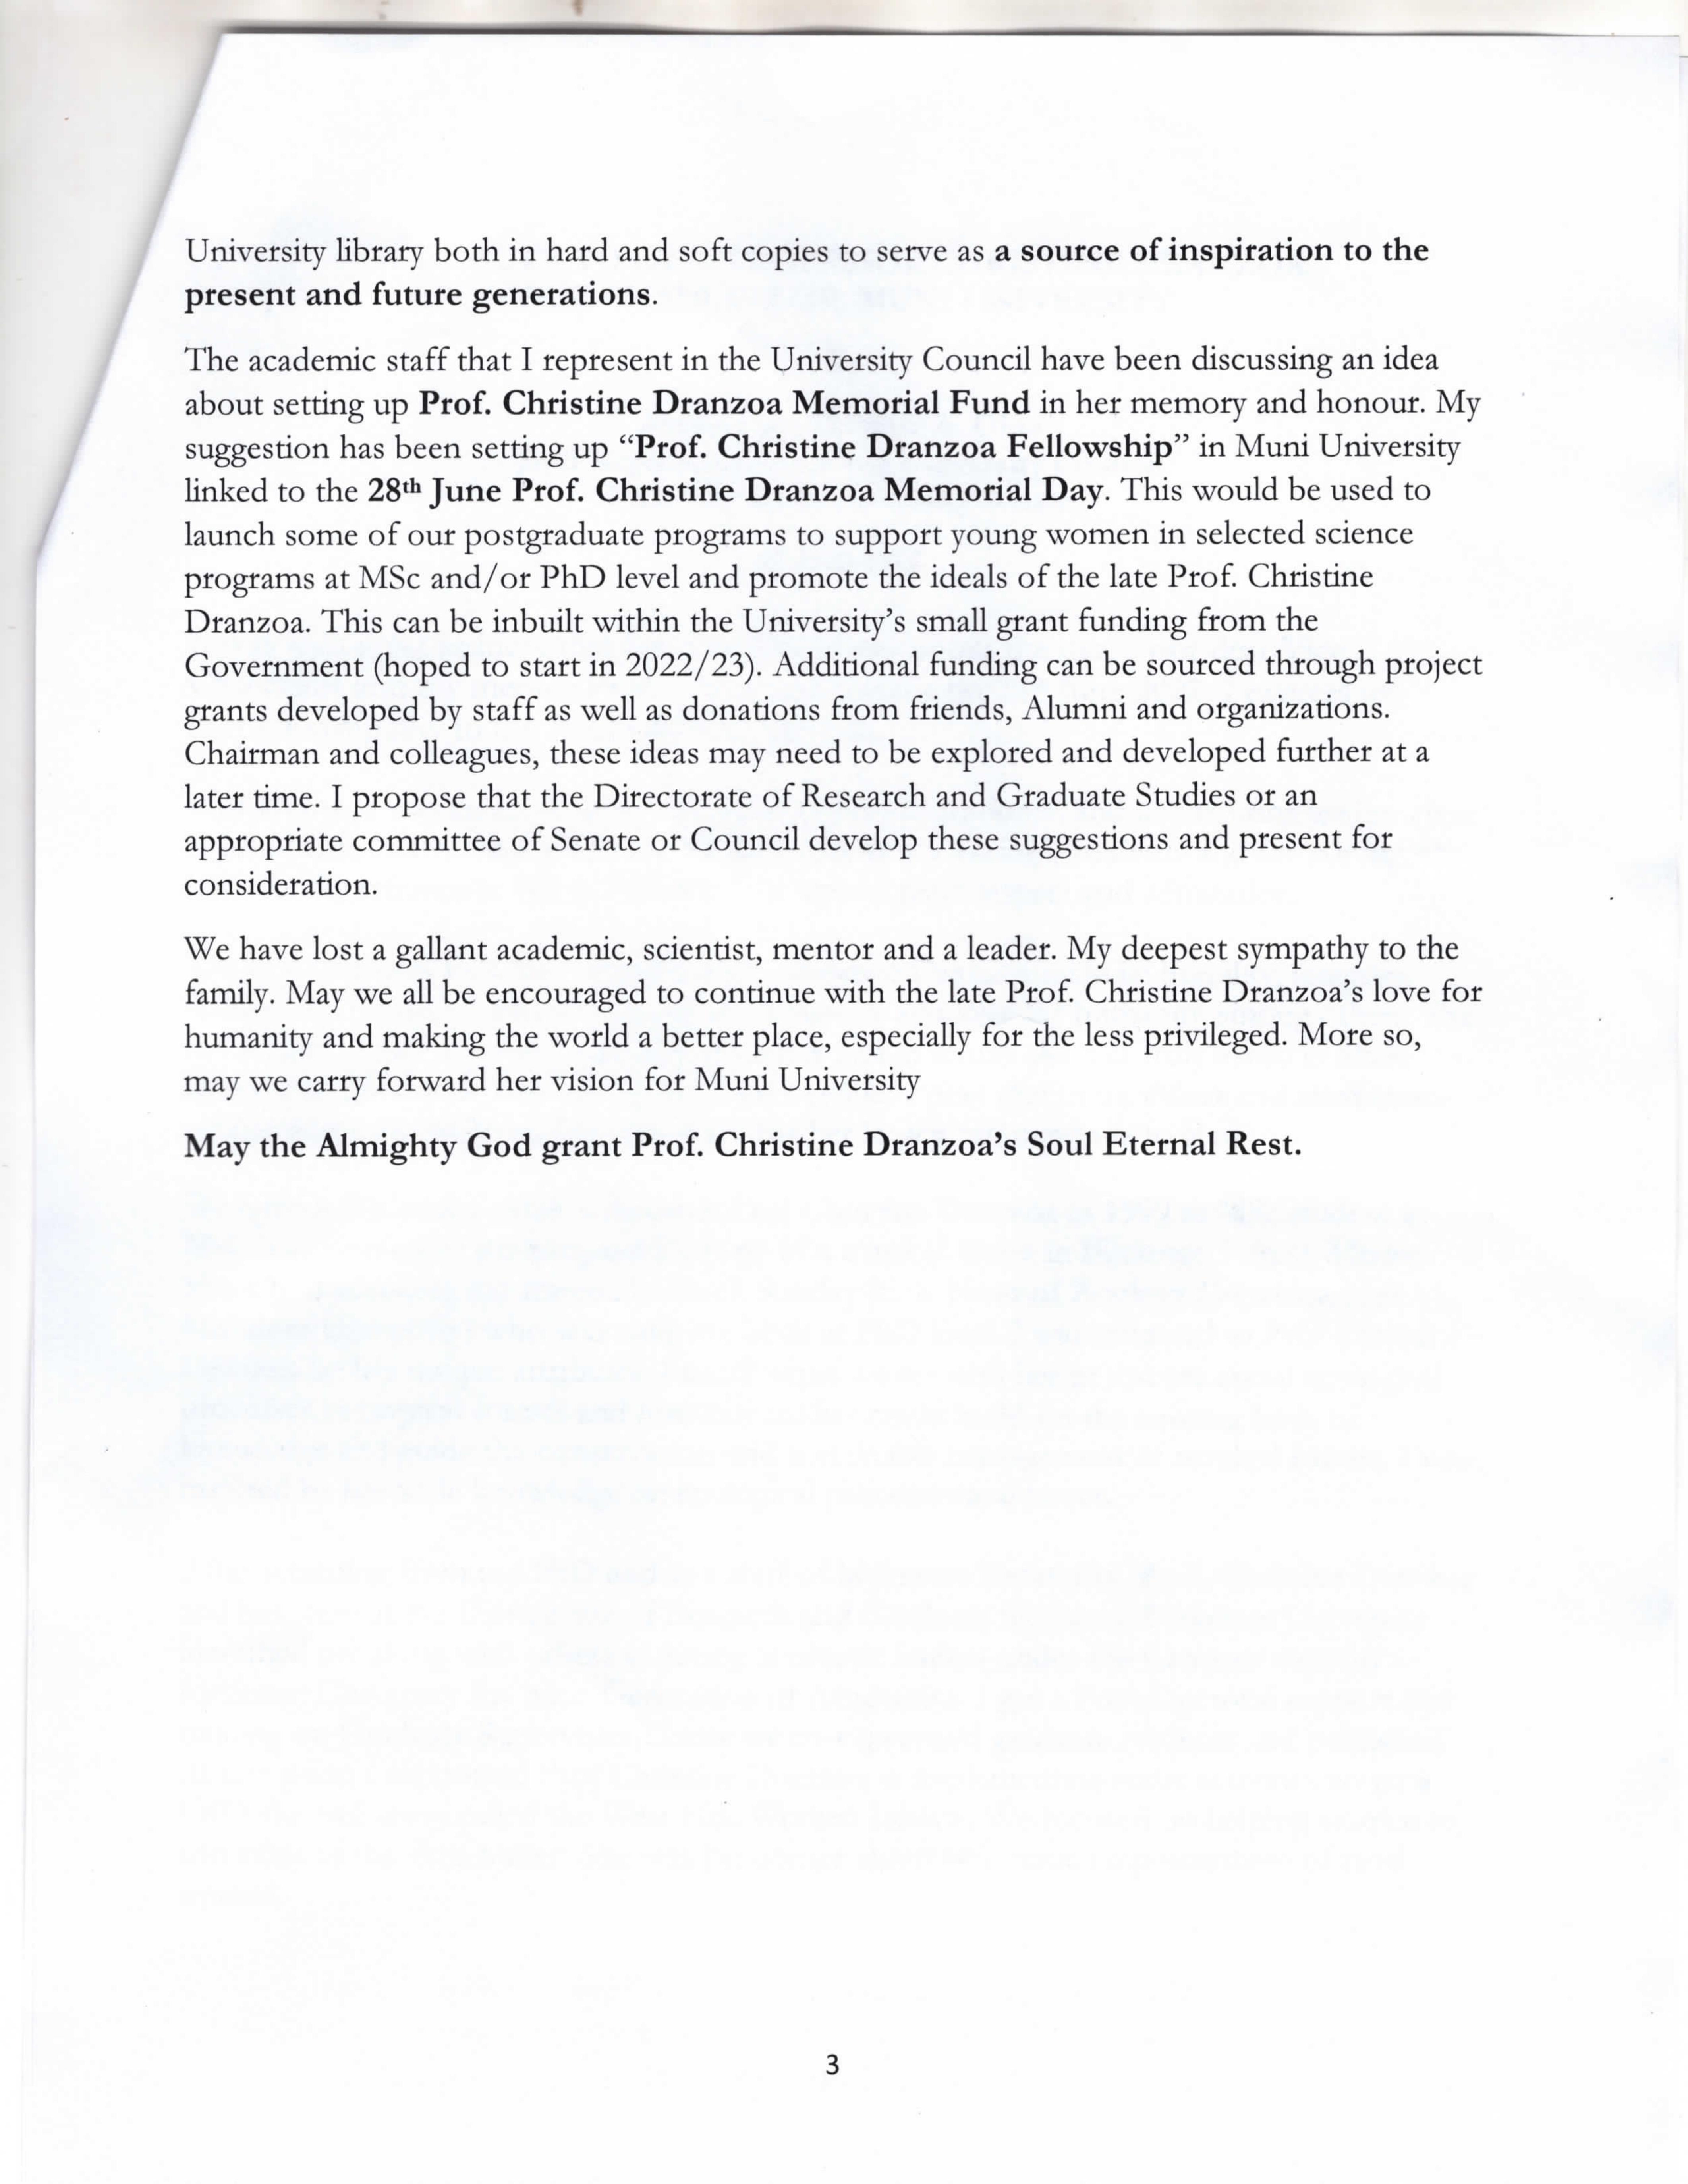 University library both in hard and soft copies to serve as a source of inspiration to the
present and future generations.
The academic staff that I represent in the University Council have been discussing an idea
about setting up Prof. Christine Dranzoa Memorial Fund in her memory and honour. My
suggestion has been setting up “Prof. Christine Dranzoa Fellowship” in Muni University
linked to the 28th June Prof. Christine Dranzoa Memorial Day. This would be used to
launch some of our postgraduate programs to support young women in selected science
programs at MSc and/or PhD level and promote the ideals of the late Prof. Christine
Dranzoa. This can be inbuilt within the University’s small grant funding from the
Government (hoped to start in 2022/23). Additional funding can be sourced through project
grants developed by staff as well as donations from friends, Alumni and organizations.
Chairman and colleagues, these ideas may need to be explored and developed further at a
later time. I propose that the Directorate of Research and Graduate Studies or an
appropriate committee of Senate or Council develop these suggestions and present for
consideration.
We have lost a gallant academic, scientist, mentor and a leader. My deepest sympathy to the
family. May we all be encouraged to continue with the late Prof. Christine Dranzoa’s love for
humanity and making the world a better place, especially for the less privileged. More so,
may we carry forward her vision for Muni University
May the Almighty God grant Prof. Christine Dranzoa’s Soul Eternal Rest.
3